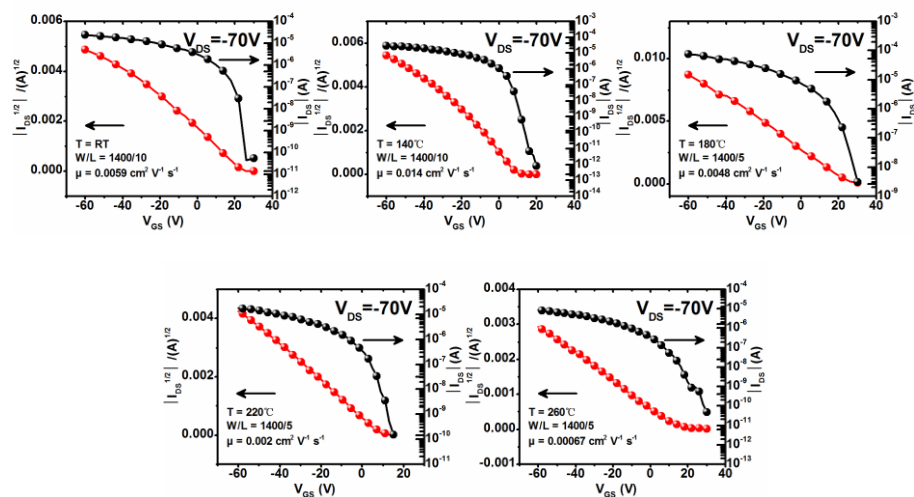 0.006
0.004
0.002
0.000
V_DS=-70V
T = RT
W/L = 1400/10
μ = 0.0059 cm² V⁻¹ s⁻¹
10⁻⁴
10⁻⁵
10⁻⁶
10⁻⁷
10⁻⁸
10⁻⁹
10⁻¹⁰
10⁻¹¹
10⁻¹²
-60 -40 -20 0 20 40
V_GS (V)
|I_DS^1/2|/(A)^1/2
|I_DS|(A)
0.006
0.004
0.002
0.000
V_DS=-70V
T = 140℃
W/L = 1400/10
μ = 0.014 cm² V⁻¹ s⁻¹
10⁻³
10⁻⁴
10⁻⁵
10⁻⁶
10⁻⁷
10⁻⁸
10⁻⁹
10⁻¹⁰
10⁻¹¹
10⁻¹²
10⁻¹³
10⁻¹⁴
-60 -40 -20 0 20 40
V_GS (V)
|I_DS^1/2|/(A)^1/2
|I_DS|(A)
0.010
0.005
0.000
V_DS=-70V
T = 180℃
W/L = 1400/5
μ = 0.0048 cm² V⁻¹ s⁻¹
10⁻³
10⁻⁴
10⁻⁵
10⁻⁶
10⁻⁷
10⁻⁸
10⁻⁹
-60 -40 -20 0 20 40
V_GS (V)
|I_DS^1/2|/(A)^1/2
|I_DS|(A)
0.004
0.002
0.000
V_DS=-70V
T = 220℃
W/L = 1400/5
μ = 0.002 cm² V⁻¹ s⁻¹
10⁻⁴
10⁻⁵
10⁻⁶
10⁻⁷
10⁻⁸
10⁻⁹
10⁻¹⁰
10⁻¹¹
-60 -40 -20 0 20 40
V_GS (V)
|I_DS^1/2|/(A)^1/2
|I_DS|(A)
0.004
0.003
0.002
0.001
0.000
-0.001
V_DS=-70V
T = 260℃
W/L = 1400/5
μ = 0.00067 cm² V⁻¹ s⁻¹
10⁻⁴
10⁻⁵
10⁻⁶
10⁻⁷
10⁻⁸
10⁻⁹
10⁻¹⁰
10⁻¹¹
10⁻¹²
10⁻¹³
-60 -40 -20 0 20 40
V_GS (V)
|I_DS^1/2|/(A)^1/2
|I_DS|(A)